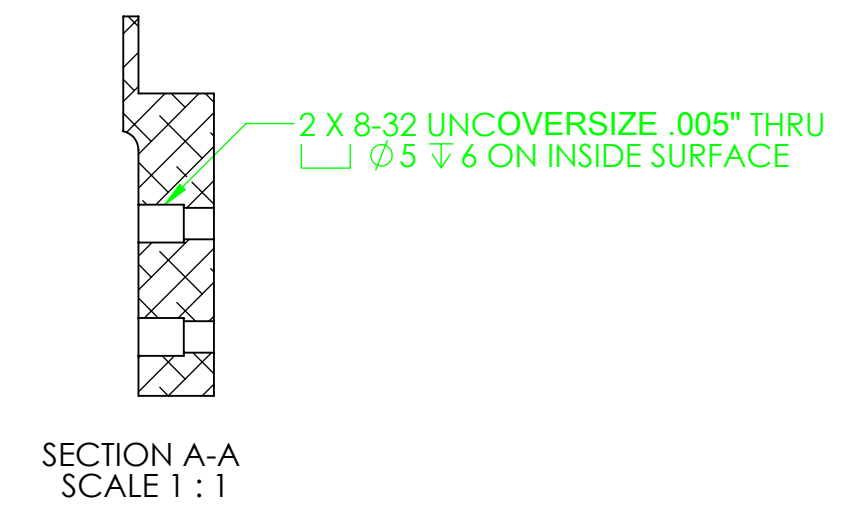 2 X 8-32 UNCOVERSIZE .005" THRU
⌴ ∅5 ↧ 6 ON INSIDE SURFACE
SECTION A-A
SCALE 1 : 1